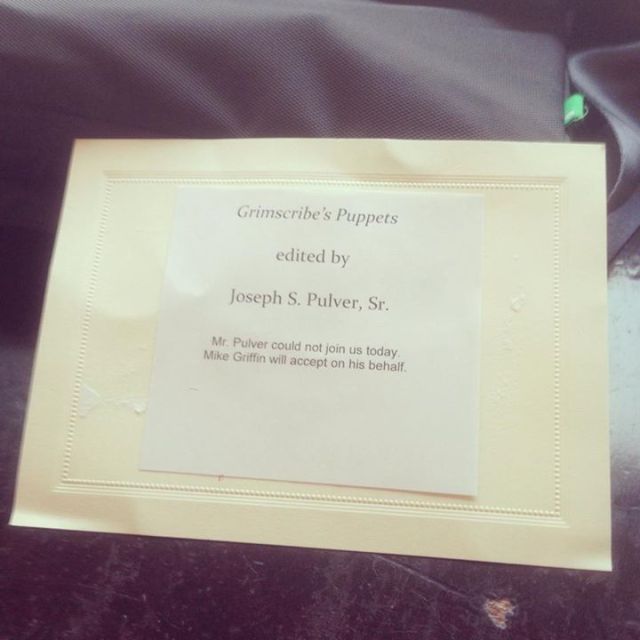 Grimscribe's Puppets
edited by
Joseph S. Pulver, Sr.
Mr. Pulver could not join us today.
Mike Griffin will accept on his behalf.